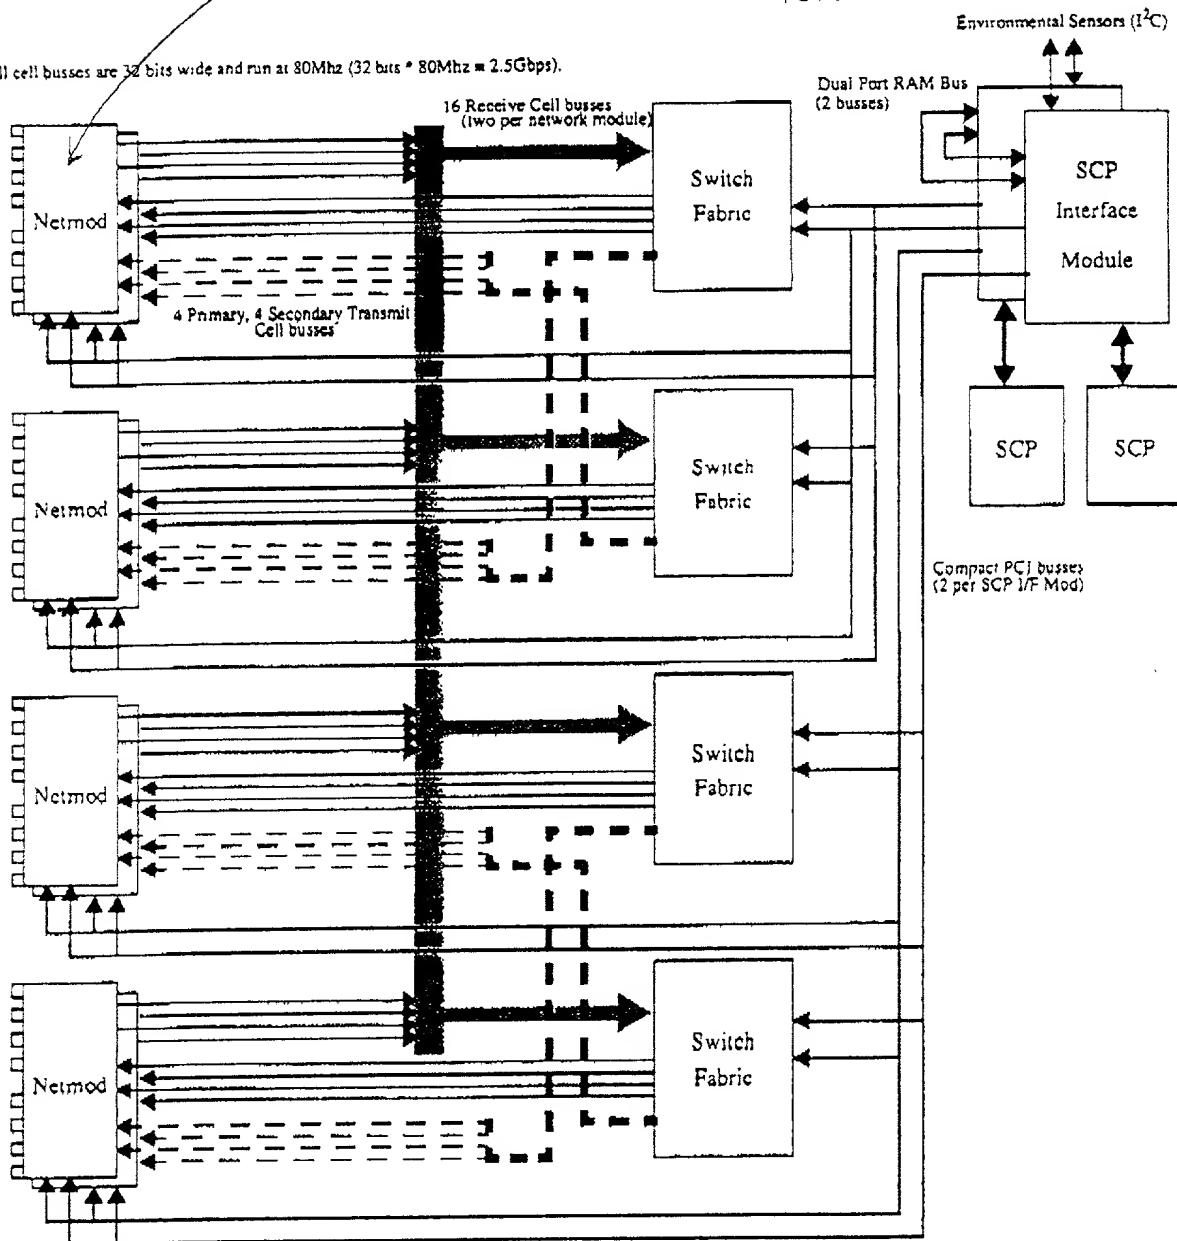 Environmental Sensors (I²C)
ll cell busses are 32 bits wide and run at 80Mhz (32 bits * 80Mhz = 2.5Gbps).
Dual Port RAM Bus
(2 busses)
16 Receive Cell busses
(two per network module)
Netmod
Switch
Fabric
SCP
Interface
Module
4 Primary, 4 Secondary Transmit
Cell busses
Netmod
Switch
Fabric
SCP
SCP
Compact PCI busses
(2 per SCP I/F Mod)
Netmod
Switch
Fabric
Netmod
Switch
Fabric